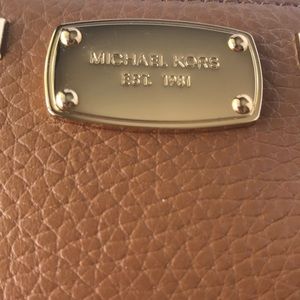 MICHAEL KORS
EST. 1981